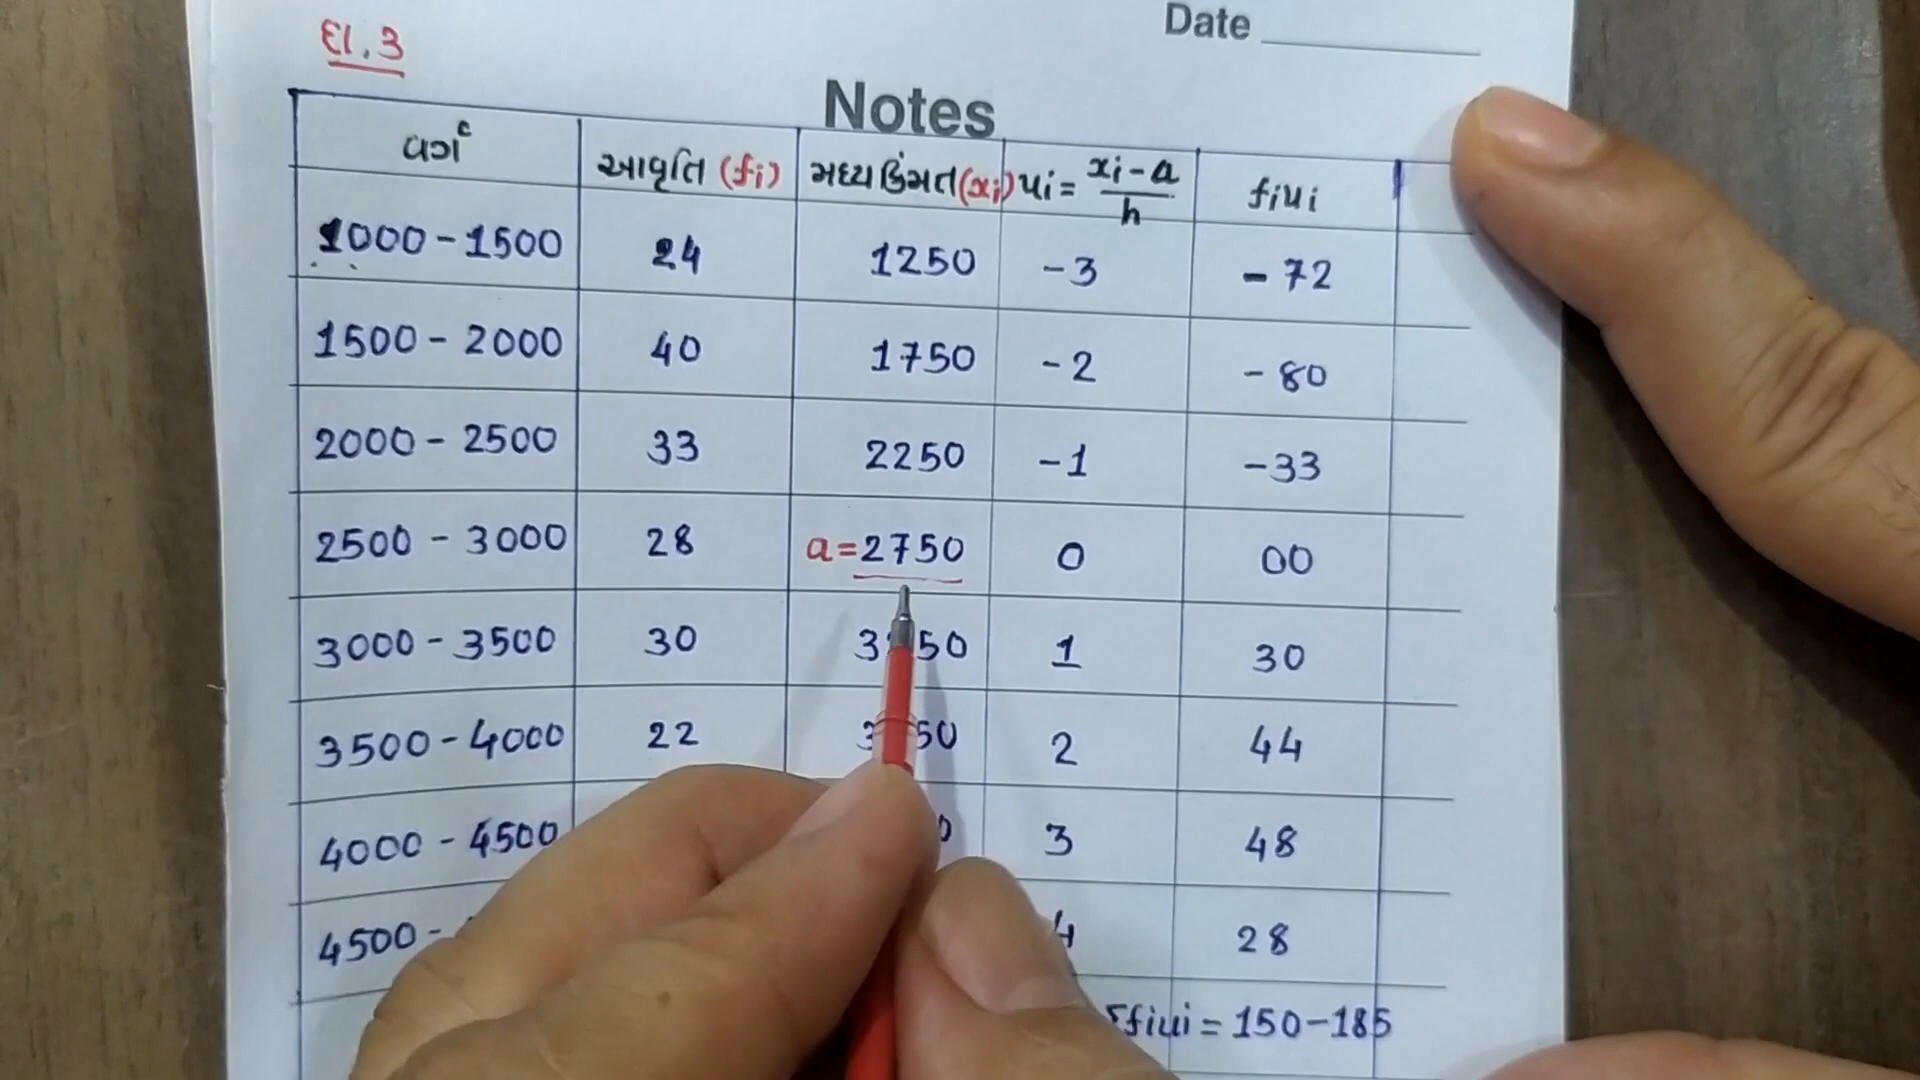 દા.3
Date
Notes
વર્ગ આવૃતિ (fi) મધ્યકિંમત(xi) ui = xi - a / h fiui
1000 - 1500 24 1250 -3 - 72
1500 - 2000 40 1750 -2 - 80
2000 - 2500 33 2250 -1 -33
2500 - 3000 28 a=2750 0 00
3000 - 3500 30 1 30
3500 - 4000 22 2 44
4000 - 4500 3 48
4500 - 4 28
Σfiui = 150-185